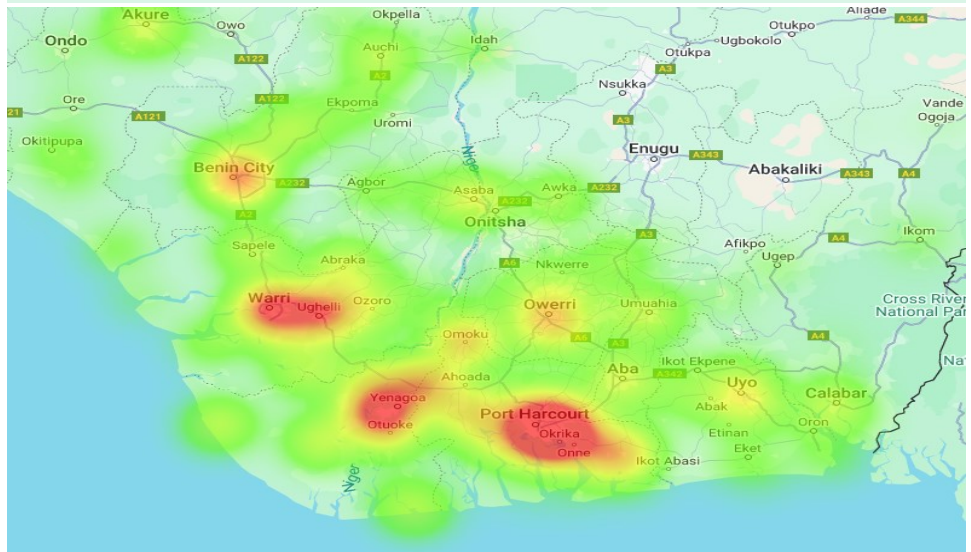 Akure
Okpella
Aliade
A344
Ondo
Owo
Otukpo
Ugbokolo
Otukpa
Idah
Auchi
A122
A2
A3
Nsukka
A122
Ekpoma
Uromi
Ore
21
A121
A3
Vande
Ogoja
Okitipupa
Niger
Enugu
A343
Benin City
Abakaliki
A343
A4
A232
Agbor
Asaba
A232
Awka
A232
Onitsha
A2
Sapele
A3
Afikpo
A4
Ikom
Ugep
Abraka
A6
Nkwerre
Warri
Ughelli
Ozoro
Owerri
Umuahia
Cross River
National Par
Omoku
A6
A3
A4
Nat
Ahoada
Aba
Ikot Ekpene
A342
Uyo
Calabar
Yenagoa
Otuoke
Port Harcourt
Okrika
Onne
Abak
Etinan
Oron
Eket
Ikot Abasi
Niger